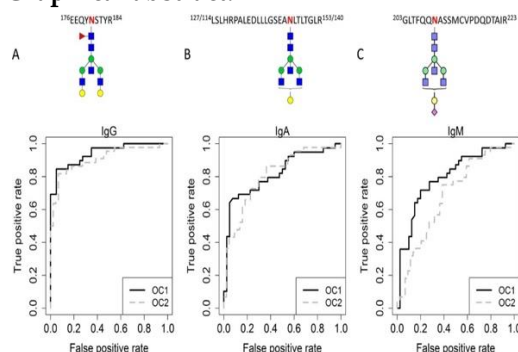 176EEQYNSTYR184 127/114LSLHRPALEDLLLGSEANLTLTGLR153/140 203GLTFQQNASSMCVPDQDTAIR223
A B C
IgG IgA IgM
True positive rate
1.0
0.8
0.6
0.4
0.2
0.0
OC1
OC2
0.0 0.2 0.4 0.6 0.8 1.0
False positive rate
True positive rate
1.0
0.8
0.6
0.4
0.2
0.0
OC1
OC2
0.0 0.2 0.4 0.6 0.8 1.0
False positive rate
True positive rate
1.0
0.8
0.6
0.4
0.2
0.0
OC1
OC2
0.0 0.2 0.4 0.6 0.8 1.0
False positive rate